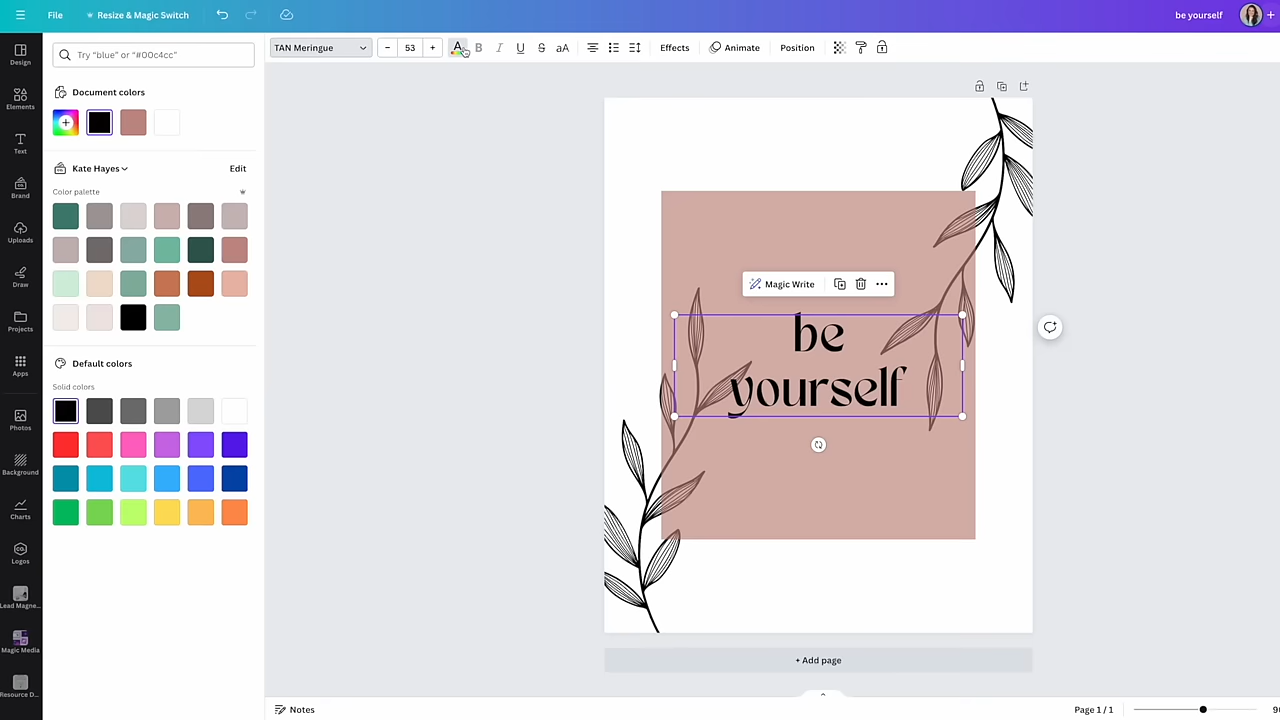 File
Resize & Magic Switch
be yourself
Design
Elements
Text
Brand
Uploads
Draw
Projects
Apps
Photos
Background
Charts
Logos
Lead Magne...
Magic Media
Resource D...
Try “blue” or “#00c4cc”
Document colors
Kate Hayes
Edit
Color palette
Default colors
Solid colors
TAN Meringue
− 53 +
A B I U S aA
Effects
Animate
Position
Magic Write
be
yourself
+ Add page
Notes
Page 1 / 1